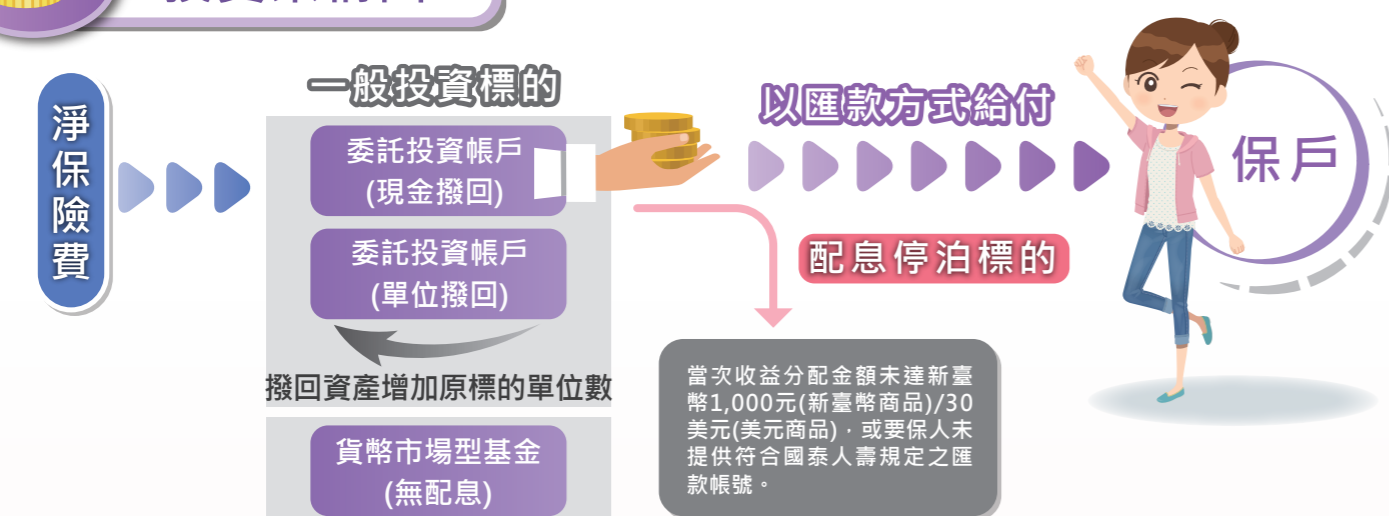 淨保險費
一般投資標的
委託投資帳戶
(現金撥回)
委託投資帳戶
(單位撥回)
撥回資產增加原標的單位數
貨幣市場型基金
(無配息)
以匯款方式給付
配息停泊標的
當次收益分配金額未達新臺
幣1,000元(新臺幣商品)/30
美元(美元商品)，或要保人未
提供符合國泰人壽規定之匯
款帳號。
保戶